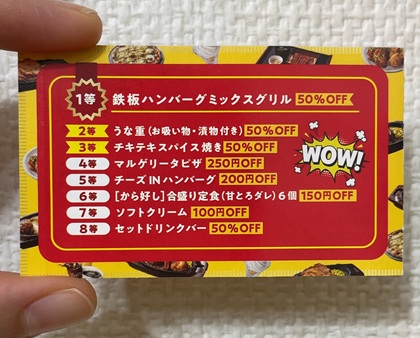 1等 鉄板ハンバーグミックスグリル 50%OFF
2等 うな重(お吸い物・漬物付き) 50%OFF
3等 チキテキスパイス焼き 50%OFF
4等 マルゲリータピザ 250円OFF
5等 チーズINハンバーグ 200円OFF
6等 [から好し]合盛り定食(甘とろダレ)6個 150円OFF
7等 ソフトクリーム 100円OFF
8等 セットドリンクバー 50%OFF
WOW!